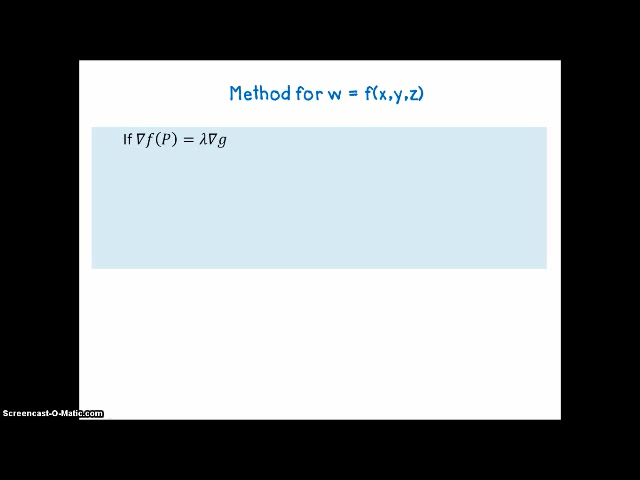 Method for w = f(x,y,z)
If ∇f(P) = λ∇g
Screencast-O-Matic.com